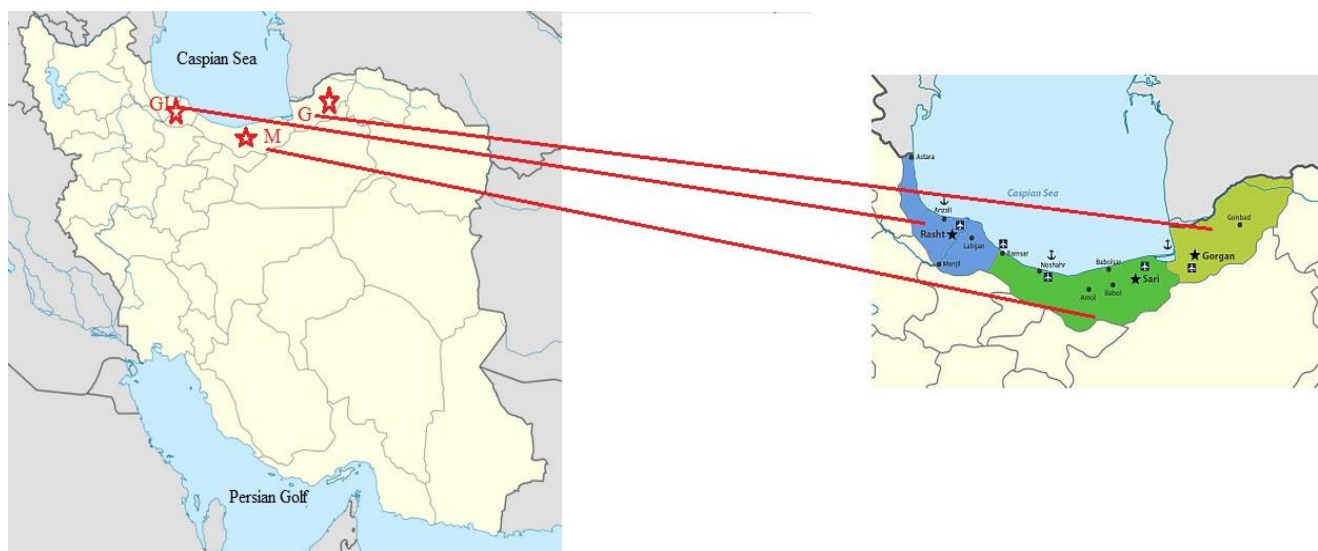 Caspian Sea
GI
G
M
Persian Golf
Astara
Caspian Sea
Anzali
Rasht
Lahijan
Manjil
Ramsar
Noshahr
Babolsar
Amol
Babol
Sari
Gonbad
Gorgan